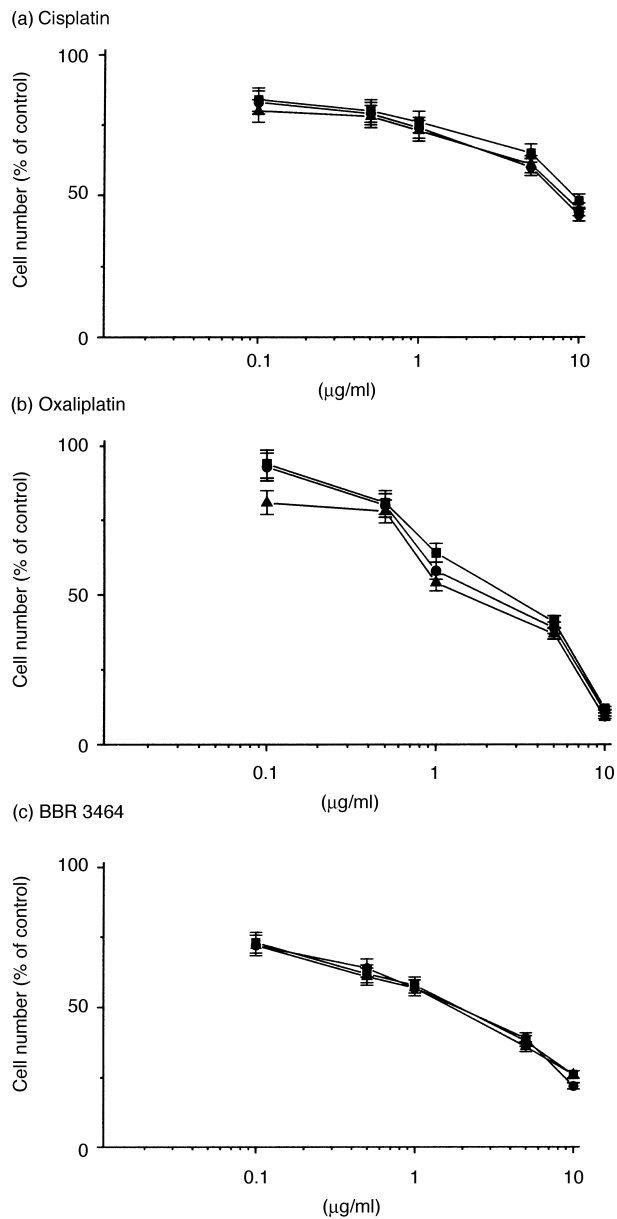 (a) Cisplatin
Cell number (% of control)
100
50
0
0.1 1 10
(μg/ml)
(b) Oxaliplatin
Cell number (% of control)
100
50
0
0.1 1 10
(μg/ml)
(c) BBR 3464
Cell number (% of control)
100
50
0
0.1 1 10
(μg/ml)